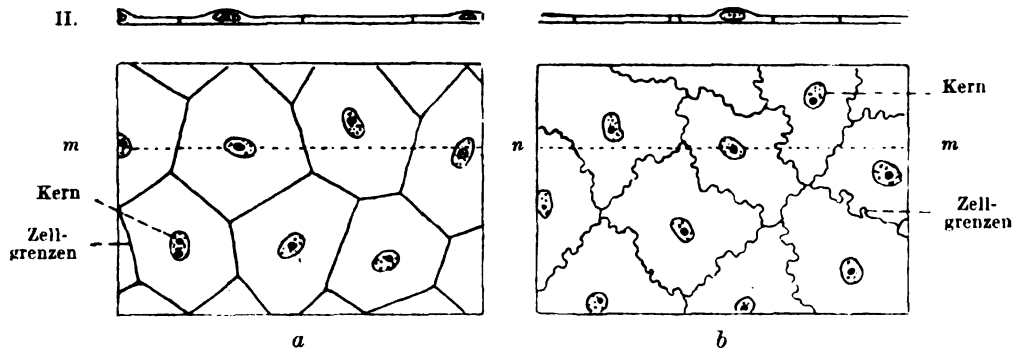 II.
Kern
m
n
m
Kern
Zell-
grenzen
Zell-
grenzen
a
b